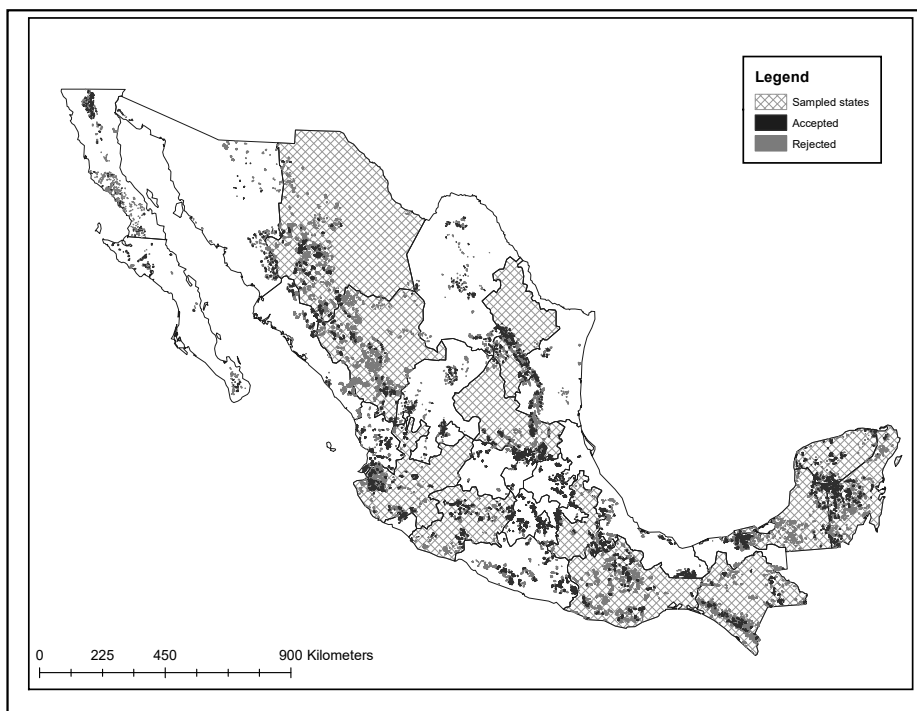 Legend
Sampled states
Accepted
Rejected
0 225 450 900 Kilometers